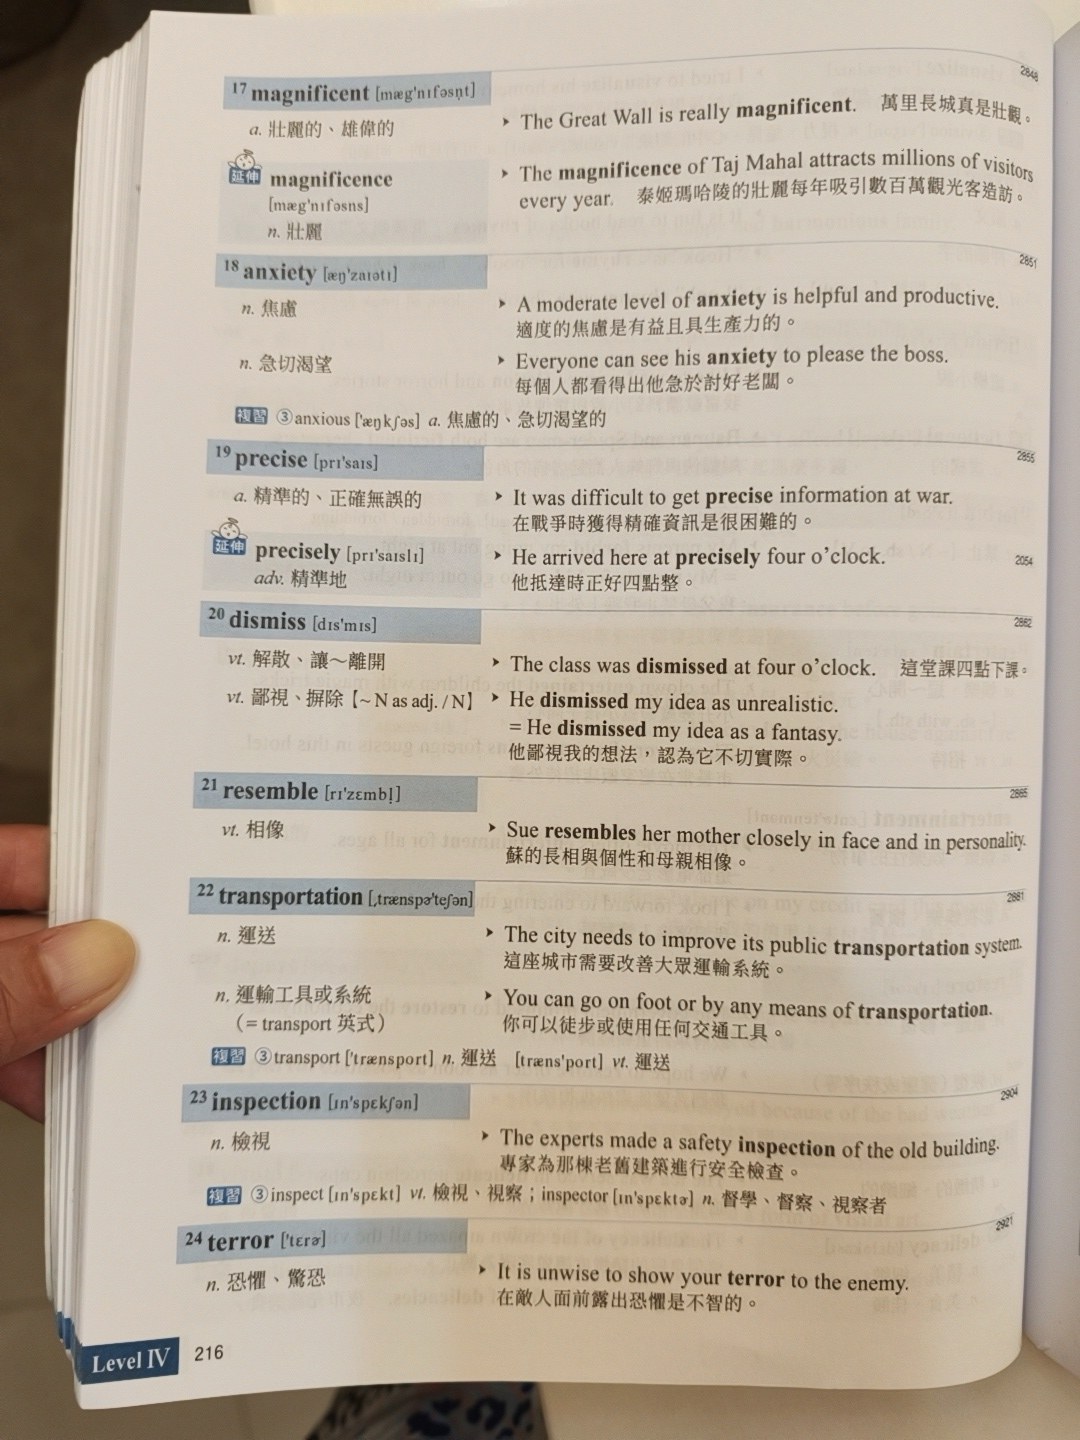 2848
17 magnificent [mæg'nɪfəsn̩t]
a. 壯麗的、雄偉的
▸ The Great Wall is really magnificent. 萬里長城真是壯觀。
延伸 magnificence
[mæg'nɪfəsns]
n. 壯麗
▸ The magnificence of Taj Mahal attracts millions of visitors
every year. 泰姬瑪哈陵的壯麗每年吸引數百萬觀光客造訪。
2851
18 anxiety [æŋ'zaɪətɪ]
n. 焦慮
▸ A moderate level of anxiety is helpful and productive.
適度的焦慮是有益且具生產力的。
n. 急切渴望
▸ Everyone can see his anxiety to please the boss.
每個人都看得出他急於討好老闆。
複習 ③anxious ['æŋkʃəs] a. 焦慮的、急切渴望的
2855
19 precise [prɪ'saɪs]
a. 精準的、正確無誤的
▸ It was difficult to get precise information at war.
在戰爭時獲得精確資訊是很困難的。
延伸 precisely [prɪ'saɪslɪ]
adv. 精準地
▸ He arrived here at precisely four o'clock. 2054
他抵達時正好四點整。
2862
20 dismiss [dɪs'mɪs]
vt. 解散、讓～離開
▸ The class was dismissed at four o'clock. 這堂課四點下課。
vt. 鄙視、摒除【~ N as adj. / N】
▸ He dismissed my idea as unrealistic.
= He dismissed my idea as a fantasy.
他鄙視我的想法，認為它不切實際。
2865
21 resemble [rɪ'zɛmbl̩]
vt. 相像
▸ Sue resembles her mother closely in face and in personality.
蘇的長相與個性和母親相像。
2881
22 transportation [ˌtrænspɚ'teʃən]
n. 運送
▸ The city needs to improve its public transportation system.
這座城市需要改善大眾運輸系統。
n. 運輸工具或系統
（= transport 英式）
▸ You can go on foot or by any means of transportation.
你可以徒步或使用任何交通工具。
複習 ③transport ['trænsport] n. 運送 [træns'port] vt. 運送
2904
23 inspection [ɪn'spɛkʃən]
n. 檢視
▸ The experts made a safety inspection of the old building.
專家為那棟老舊建築進行安全檢查。
複習 ③inspect [ɪn'spɛkt] vt. 檢視、視察；inspector [ɪn'spɛktɚ] n. 督學、督察、視察者
2921
24 terror ['tɛrɚ]
n. 恐懼、驚恐
▸ It is unwise to show your terror to the enemy.
在敵人面前露出恐懼是不智的。
Level IV 216